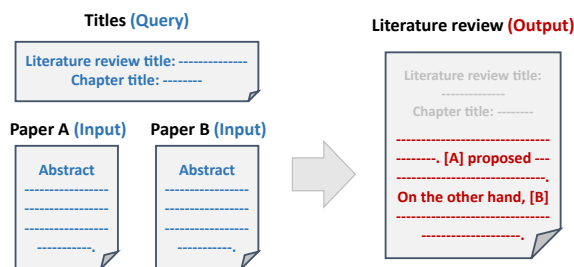 Titles (Query)
Literature review title: --------------
Chapter title: --------
Paper A (Input)
Abstract
-----------------
-----------------
-----------------
-----------.
Paper B (Input)
Abstract
-----------------
-----------------
-----------------
-----------.
Literature review (Output)
Literature review title:
-------------
Chapter title: --------
-------------------------------
--------. [A] proposed ---
-----------------------------.
On the other hand, [B]
-------------------------------
--------------------.